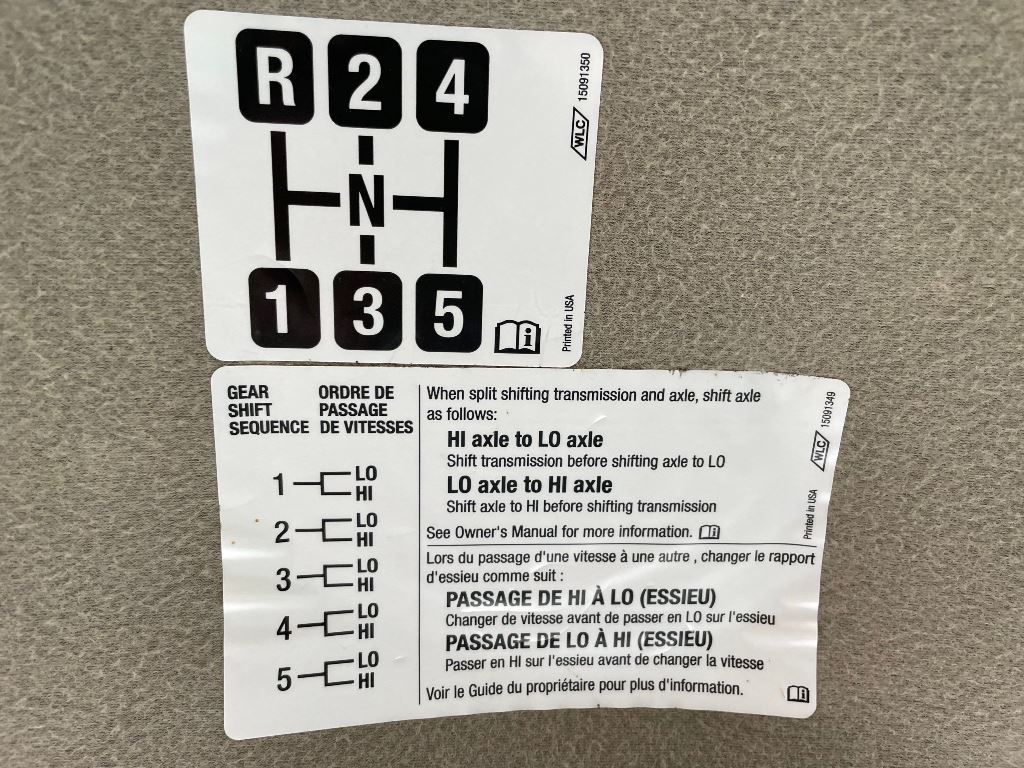 R 2 4
N
1 3 5
WLC 15091350
Printed in USA
GEAR SHIFT SEQUENCE
ORDRE DE PASSAGE DE VITESSES
1 LO HI
2 LO HI
3 LO HI
4 LO HI
5 LO HI
When split shifting transmission and axle, shift axle
as follows:
HI axle to LO axle
Shift transmission before shifting axle to LO
LO axle to HI axle
Shift axle to HI before shifting transmission
See Owner's Manual for more information.
Lors du passage d'une vitesse à une autre , changer le rapport
d'essieu comme suit :
PASSAGE DE HI À LO (ESSIEU)
Changer de vitesse avant de passer en LO sur l'essieu
PASSAGE DE LO À HI (ESSIEU)
Passer en HI sur l'essieu avant de changer la vitesse
Voir le Guide du propriétaire pour plus d'information.
WLC 15091349
Printed in USA